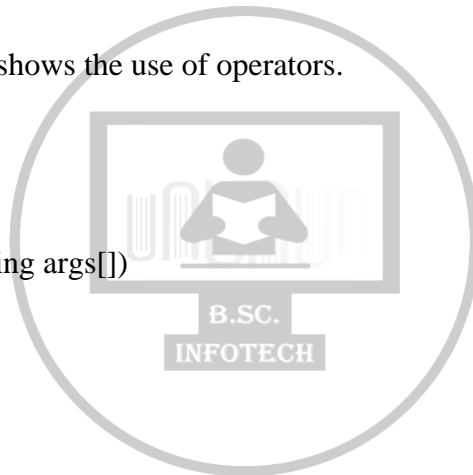 shows the use of operators.
ing args[])
B.SC.
INFOTECH